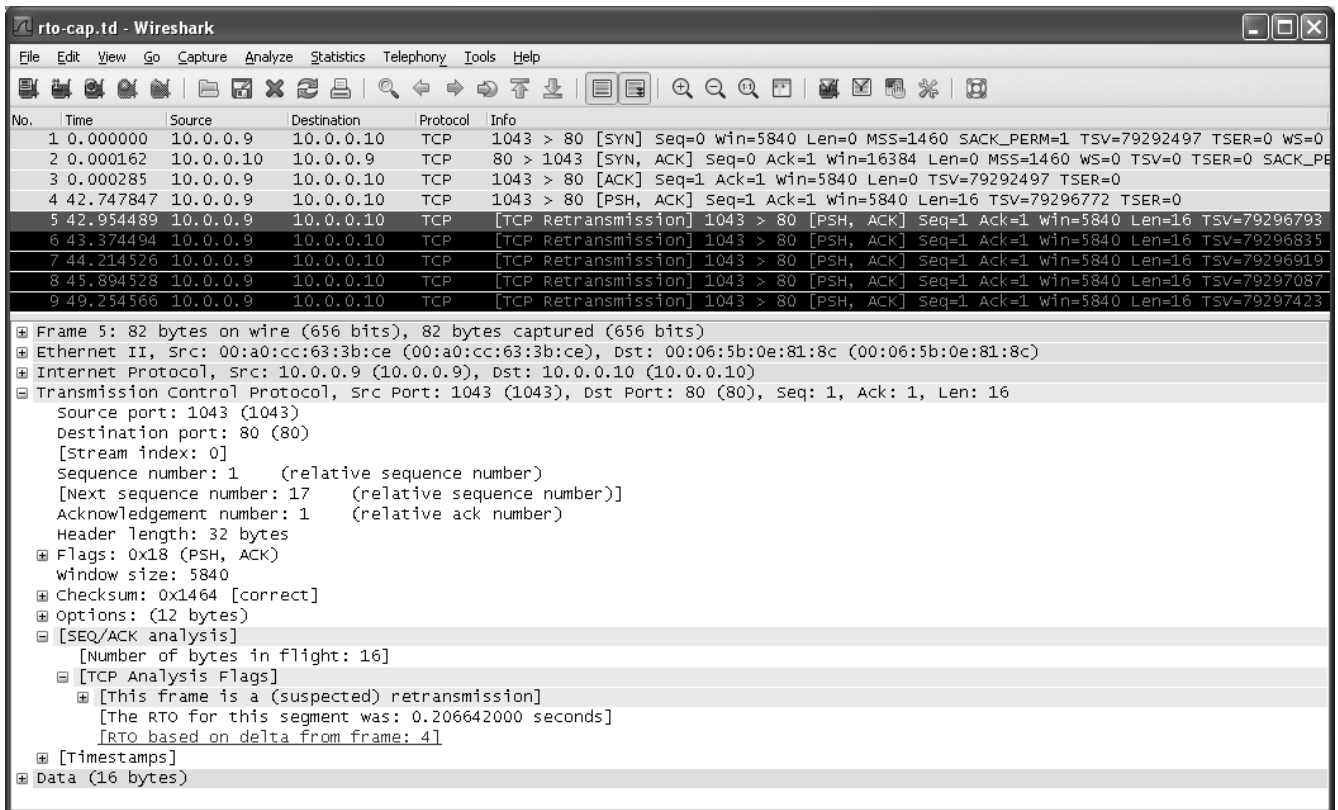 rto-cap.td - Wireshark
File Edit View Go Capture Analyze Statistics Telephony Tools Help
No. Time Source Destination Protocol Info
1 0.000000 10.0.0.9 10.0.0.10 TCP 1043 > 80 [SYN] Seq=0 Win=5840 Len=0 MSS=1460 SACK_PERM=1 TSV=79292497 TSER=0 WS=0
2 0.000162 10.0.0.10 10.0.0.9 TCP 80 > 1043 [SYN, ACK] Seq=0 Ack=1 Win=16384 Len=0 MSS=1460 WS=0 TSV=0 TSER=0 SACK_PE
3 0.000285 10.0.0.9 10.0.0.10 TCP 1043 > 80 [ACK] Seq=1 Ack=1 Win=5840 Len=0 TSV=79292497 TSER=0
4 42.747847 10.0.0.9 10.0.0.10 TCP 1043 > 80 [PSH, ACK] Seq=1 Ack=1 Win=5840 Len=16 TSV=79296772 TSER=0
5 42.954489 10.0.0.9 10.0.0.10 TCP [TCP Retransmission] 1043 > 80 [PSH, ACK] Seq=1 Ack=1 Win=5840 Len=16 TSV=79296793
6 43.374494 10.0.0.9 10.0.0.10 TCP [TCP Retransmission] 1043 > 80 [PSH, ACK] Seq=1 Ack=1 Win=5840 Len=16 TSV=79296835
7 44.214526 10.0.0.9 10.0.0.10 TCP [TCP Retransmission] 1043 > 80 [PSH, ACK] Seq=1 Ack=1 Win=5840 Len=16 TSV=79296919
8 45.894528 10.0.0.9 10.0.0.10 TCP [TCP Retransmission] 1043 > 80 [PSH, ACK] Seq=1 Ack=1 Win=5840 Len=16 TSV=79297087
9 49.254566 10.0.0.9 10.0.0.10 TCP [TCP Retransmission] 1043 > 80 [PSH, ACK] Seq=1 Ack=1 Win=5840 Len=16 TSV=79297423
Frame 5: 82 bytes on wire (656 bits), 82 bytes captured (656 bits)
Ethernet II, Src: 00:a0:cc:63:3b:ce (00:a0:cc:63:3b:ce), Dst: 00:06:5b:0e:81:8c (00:06:5b:0e:81:8c)
Internet Protocol, Src: 10.0.0.9 (10.0.0.9), Dst: 10.0.0.10 (10.0.0.10)
Transmission Control Protocol, Src Port: 1043 (1043), Dst Port: 80 (80), Seq: 1, Ack: 1, Len: 16
Source port: 1043 (1043)
Destination port: 80 (80)
[Stream index: 0]
Sequence number: 1 (relative sequence number)
[Next sequence number: 17 (relative sequence number)]
Acknowledgement number: 1 (relative ack number)
Header length: 32 bytes
Flags: 0x18 (PSH, ACK)
Window size: 5840
Checksum: 0x1464 [correct]
Options: (12 bytes)
[SEQ/ACK analysis]
[Number of bytes in flight: 16]
[TCP Analysis Flags]
[This frame is a (suspected) retransmission]
[The RTO for this segment was: 0.206642000 seconds]
[RTO based on delta from frame: 4]
[Timestamps]
Data (16 bytes)